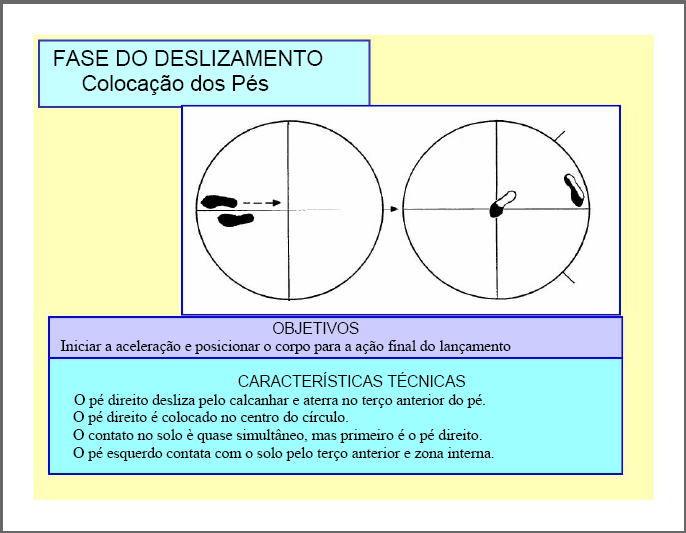 FASE DO DESLIZAMENTO
Colocação dos Pés
OBJETIVOS
Iniciar a aceleração e posicionar o corpo para a ação final do lançamento
CARACTERÍSTICAS TÉCNICAS
O pé direito desliza pelo calcanhar e aterra no terço anterior do pé.
O pé direito é colocado no centro do círculo.
O contato no solo è quase simultâneo, mas primeiro é o pé direito.
O pé esquerdo contata com o solo pelo terço anterior e zona interna.